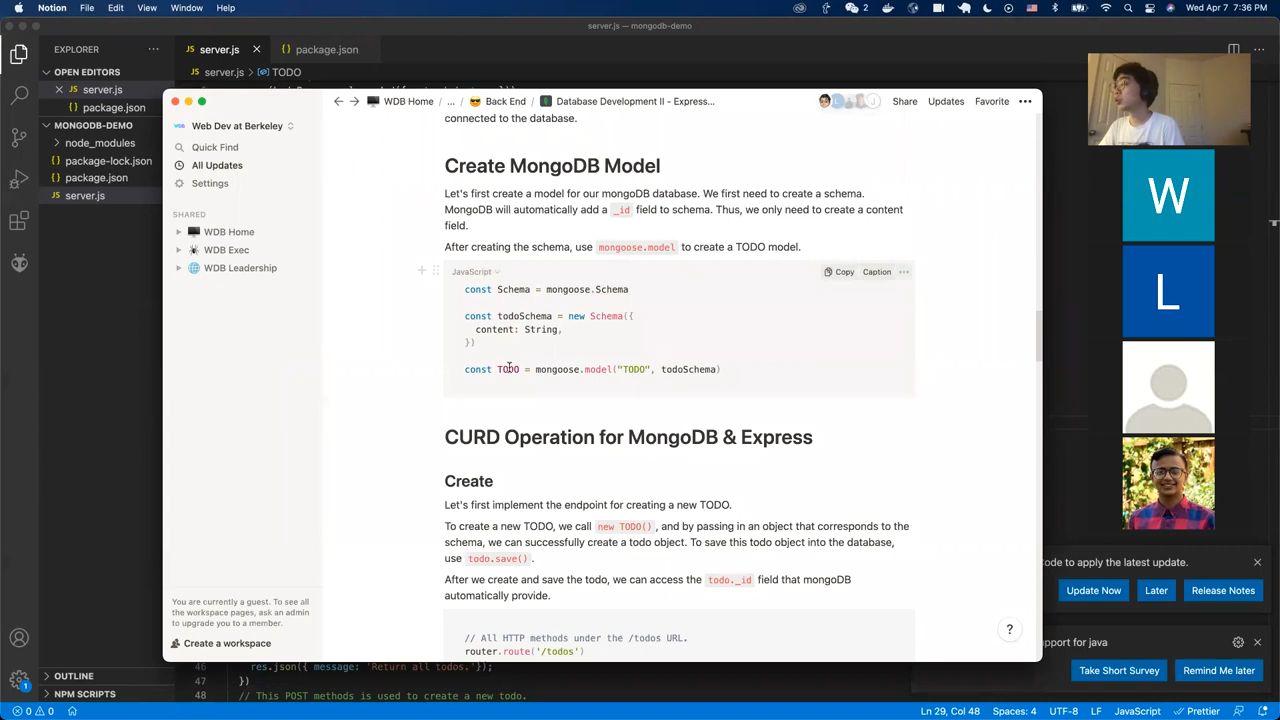 Notion File Edit View Window Help
2 Wed Apr 7 7:36 PM
server.js — mongodb-demo
EXPLORER
server.js
package.json
OPEN EDITORS
server.js
package.json
MONGODB-DEMO
node_modules
package-lock.json
package.json
server.js
server.js > TODO
WDB Home / ... / Back End / Database Development II - Express...
J
Share Updates Favorite
Web Dev at Berkeley
Quick Find
All Updates
Settings
SHARED
WDB Home
WDB Exec
WDB Leadership
You are currently a guest. To see all
the workspace pages, ask an admin
to upgrade you to a member.
Create a workspace
connected to the database.
Create MongoDB Model
Let's first create a model for our mongoDB database. We first need to create a schema.
MongoDB will automatically add a _id field to schema. Thus, we only need to create a content
field.
After creating the schema, use mongoose.model to create a TODO model.
JavaScript
Copy Caption
const Schema = mongoose.Schema
const todoSchema = new Schema({
content: String,
})
const TODO = mongoose.model("TODO", todoSchema)
CURD Operation for MongoDB & Express
Create
Let's first implement the endpoint for creating a new TODO.
To create a new TODO, we call new TODO() , and by passing in an object that corresponds to the
schema, we can successfully create a todo object. To save this todo object into the database,
use todo.save() .
After we create and save the todo, we can access the todo._id field that mongoDB
automatically provide.
// All HTTP methods under the /todos URL.
router.route('/todos')
?
W
L
Code to apply the latest update.
Update Now Later Release Notes
upport for java
Take Short Survey Remind Me later
46 res.json({ message: 'Return all todos.'});
47 })
48 // This POST methods is used to create a new todo.
OUTLINE
NPM SCRIPTS
1
0 0
Ln 29, Col 48 Spaces: 4 UTF-8 LF JavaScript Prettier